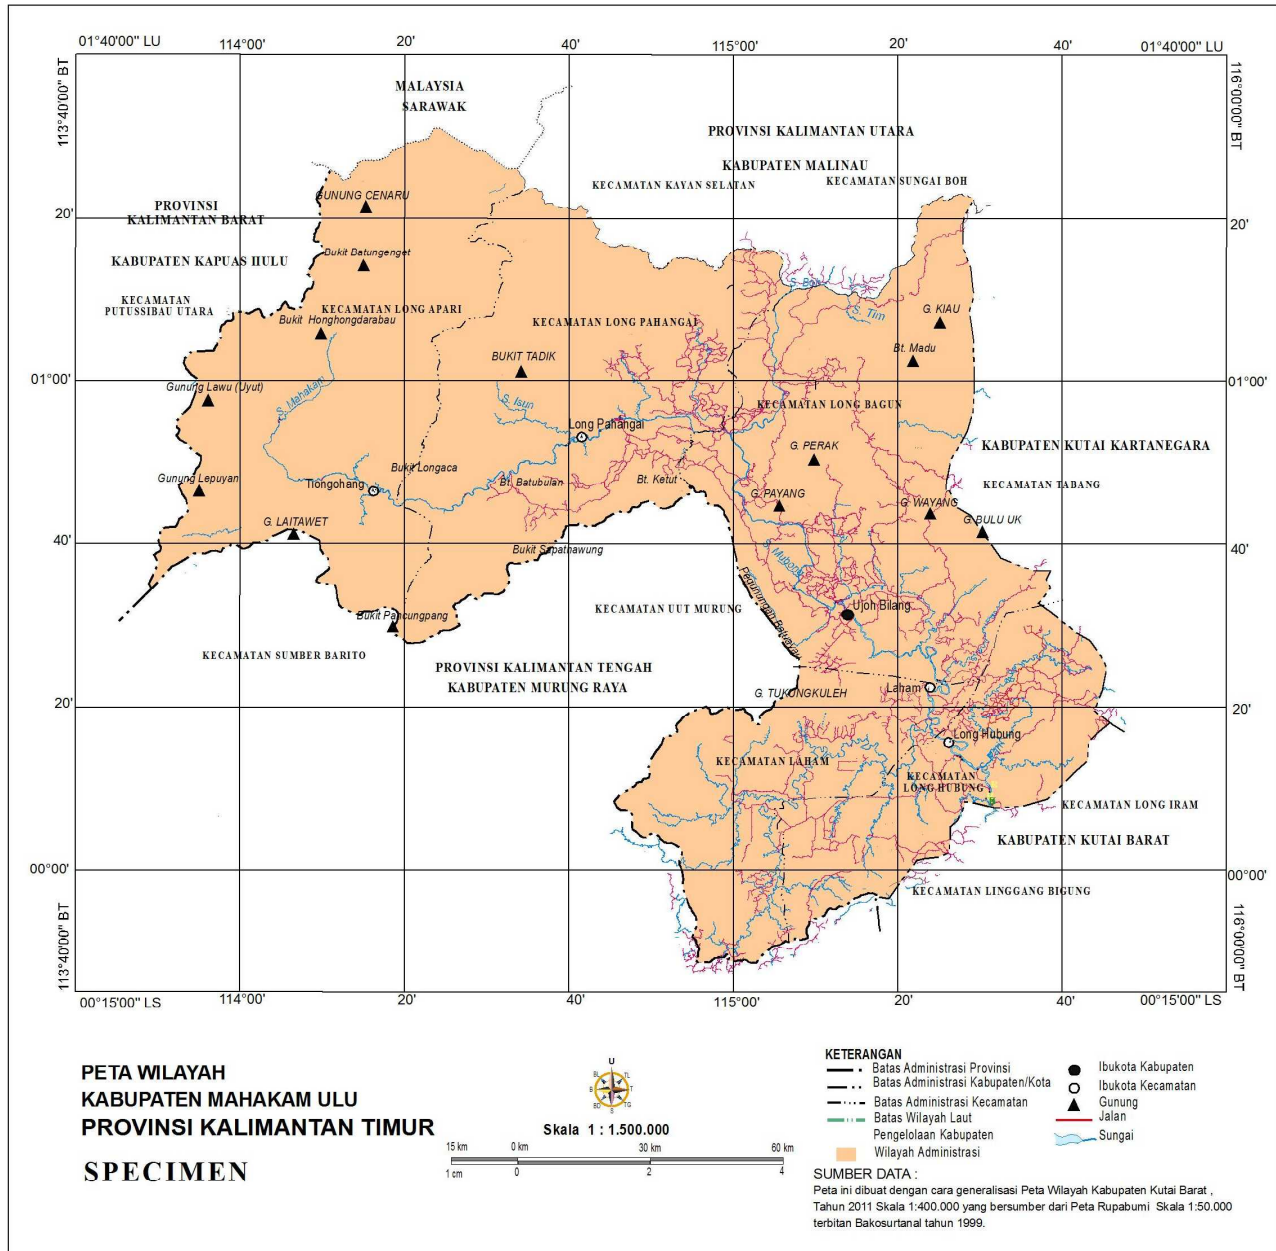 01°40'00" LU
114°00'
20'
40'
115°00'
20'
40'
01°40'00" LU
113°40'00" BT
116°00'00" BT
MALAYSIA
SARAWAK
PROVINSI KALIMANTAN UTARA
KABUPATEN MALINAU
KECAMATAN KAYAN SELATAN
KECAMATAN SUNGAI BOH
GUNUNG CENARU
PROVINSI
KALIMANTAN BARAT
20'
20'
Bukit Batungenget
KABUPATEN KAPUAS HULU
KECAMATAN
PUTUSSIBAU UTARA
KECAMATAN LONG APARI
Bukit Honghongdarabau
KECAMATAN LONG PAHANGAI
S. Boh
S. Tim
G. KIAU
Bt. Madu
BUKIT TADIK
01°00'
01°00'
Gunung Lawu (Uyut)
S. Mahakam
S. Isun
KECAMATAN LONG BAGUN
Long Pahangai
G. PERAK
KABUPATEN KUTAI KARTANEGARA
Bukit Longaca
Gunung Lepuyan
Tiongohang
Bt. Batubulan
Bt. Ketut
KECAMATAN TABANG
G. PAYANG
G. WAYANG
G. LAITAWET
G. BULU UK
40'
Bukit Sapatnawung
40'
Pegunungan Batuayan
KECAMATAN UUT MURUNG
Ujoh Bilang
Bukit Pancungpang
KECAMATAN SUMBER BARITO
PROVINSI KALIMANTAN TENGAH
KABUPATEN MURUNG RAYA
G. TUKUNGKULEH
Laham
20'
20'
Long Hubung
KECAMATAN LAHAM
KECAMATAN
LONG HUBUNG
KECAMATAN LONG IRAM
KABUPATEN KUTAI BARAT
00°00'
00°00'
KECAMATAN LINGGANG BIGUNG
113°40'00" BT
116°00'00" BT
00°15'00" LS
114°00'
20'
40'
115°00'
20'
40'
00°15'00" LS
PETA WILAYAH
KABUPATEN MAHAKAM ULU
PROVINSI KALIMANTAN TIMUR
SPECIMEN
U
BL
TL
B
T
BD
TG
S
Skala 1 : 1.500.000
15 km
0 km
30 km
60 km
1 cm
0
2
4
KETERANGAN
Batas Administrasi Provinsi
Batas Administrasi Kabupaten/Kota
Batas Administrasi Kecamatan
Batas Wilayah Laut
Pengelolaan Kabupaten
Wilayah Administrasi
Ibukota Kabupaten
Ibukota Kecamatan
Gunung
Jalan
Sungai
SUMBER DATA :
Peta ini dibuat dengan cara generalisasi Peta Wilayah Kabupaten Kutai Barat ,
Tahun 2011 Skala 1:400.000 yang bersumber dari Peta Rupabumi Skala 1:50.000
terbitan Bakosurtanal tahun 1999.